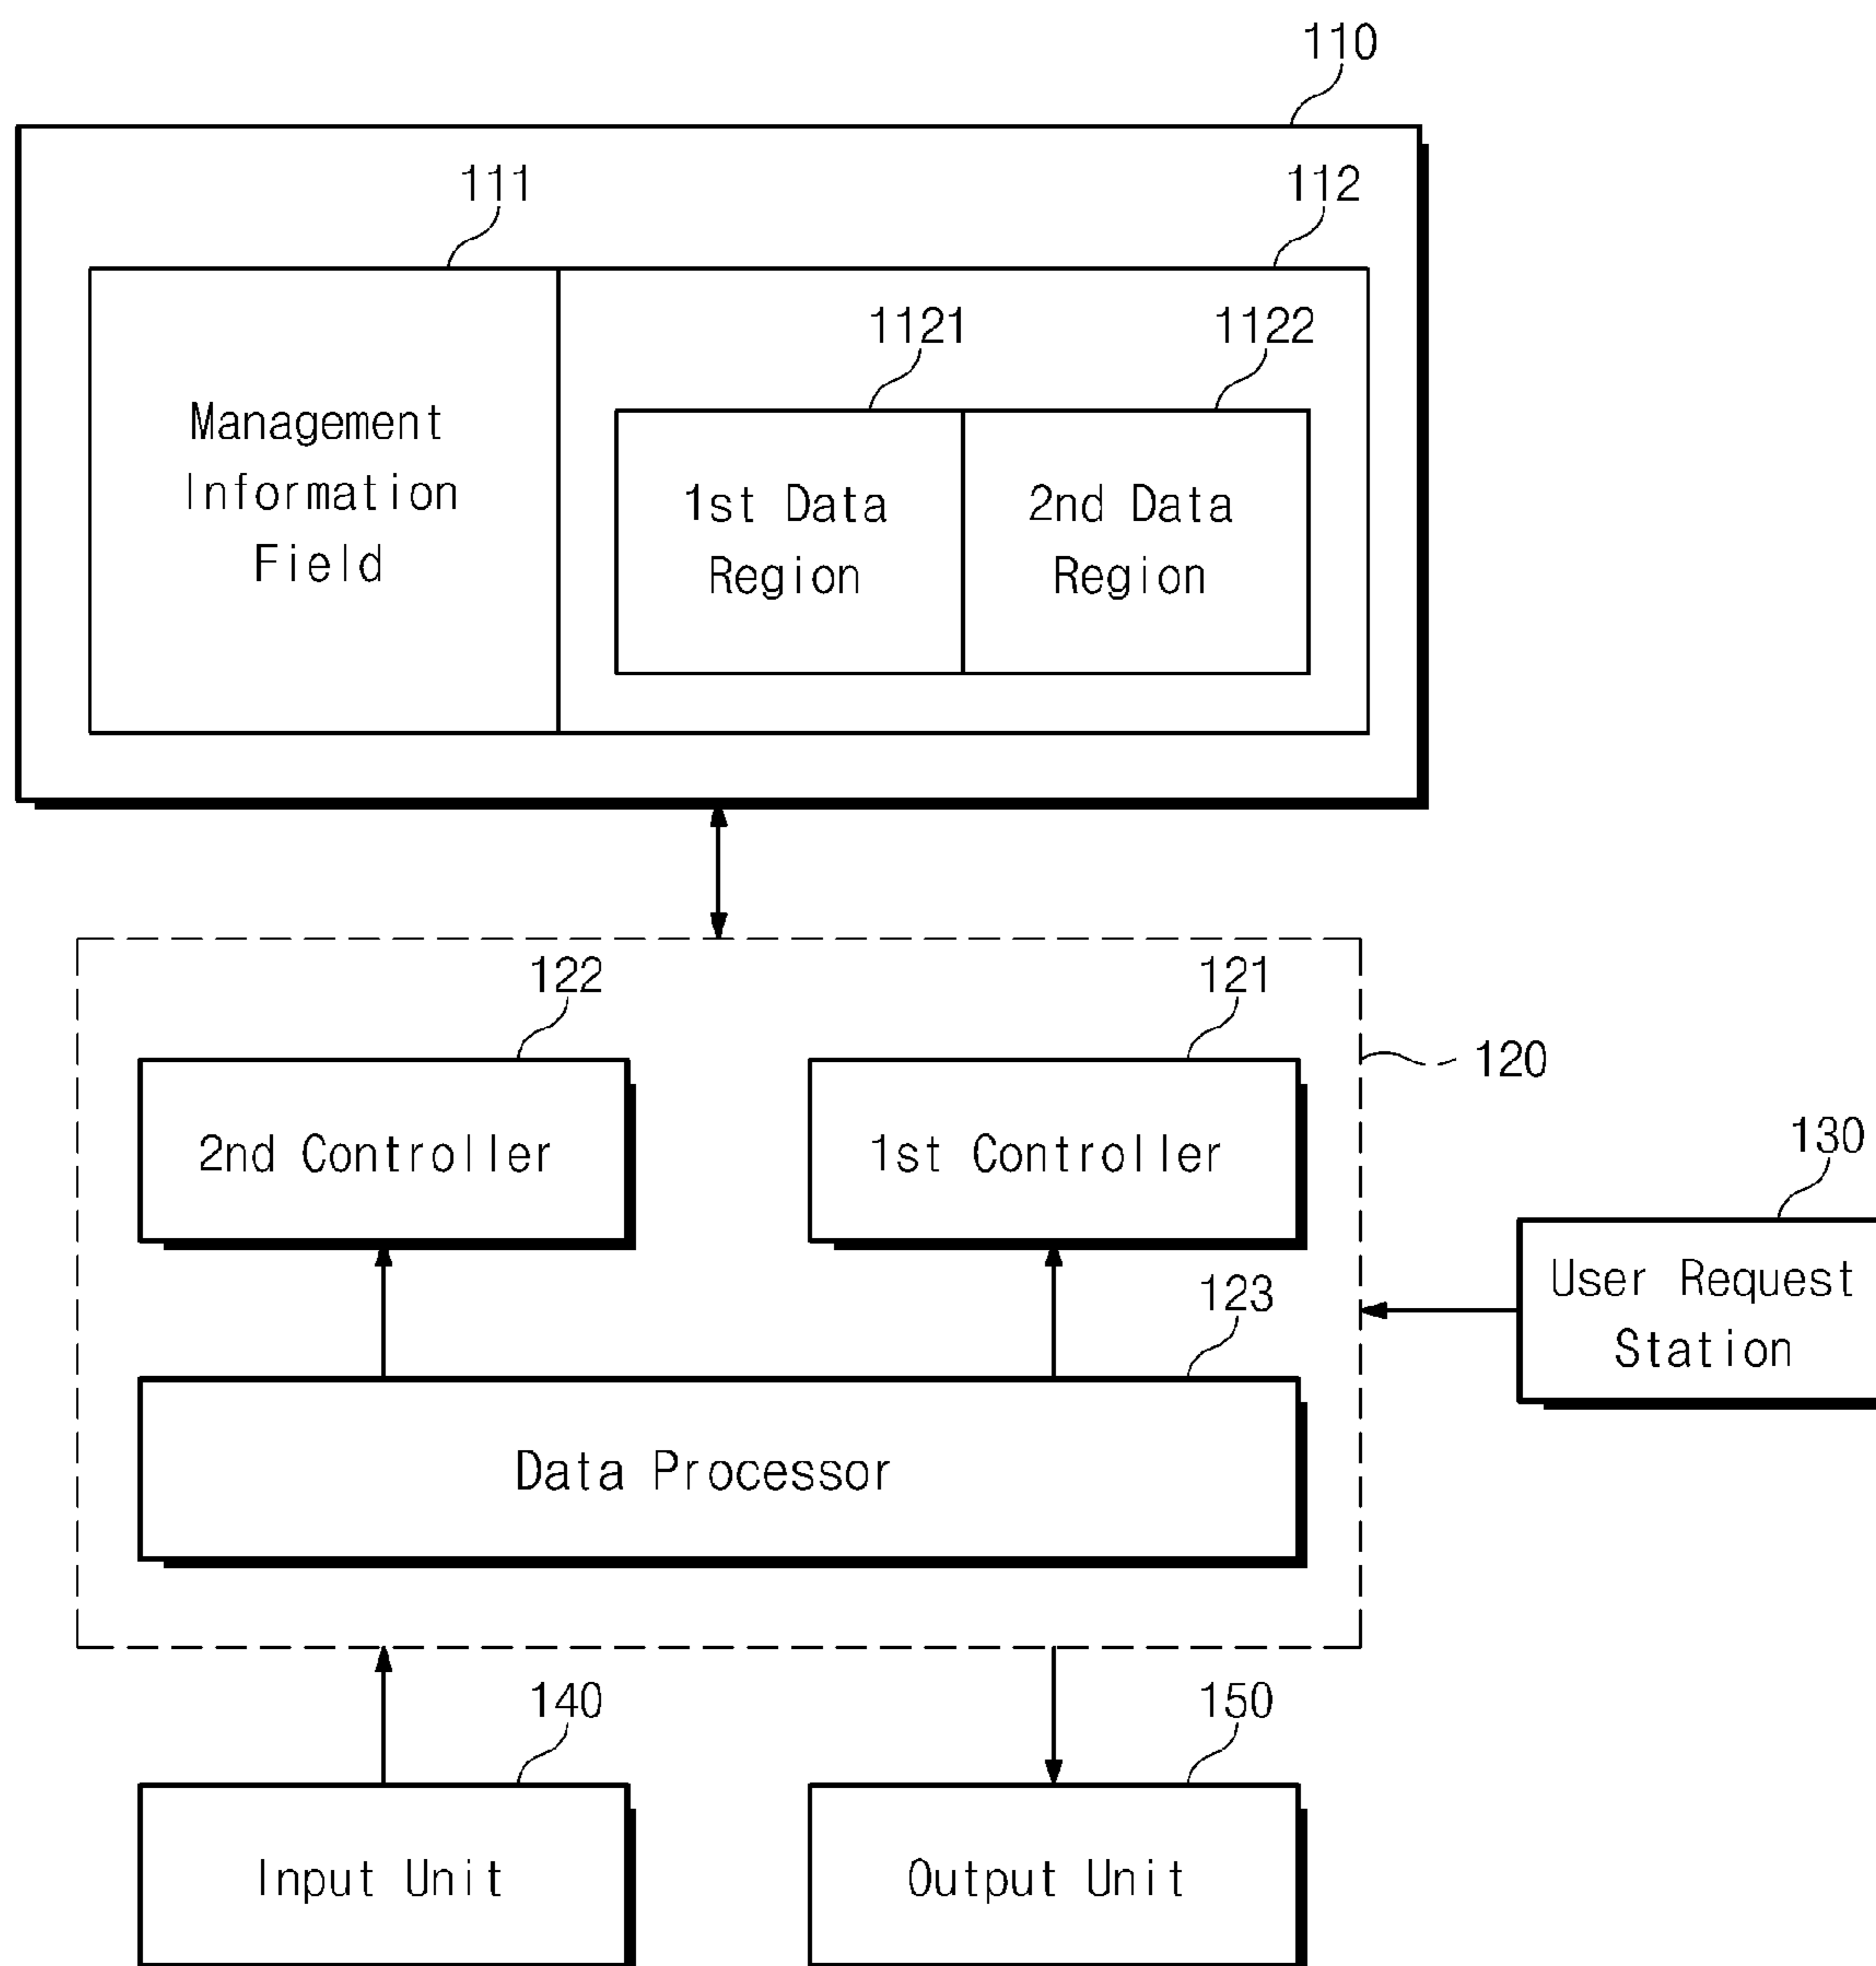 110
111
112
1121
1122
Management
Information
Field
1st Data
Region
2nd Data
Region
122
121
120
2nd Controller
1st Controller
130
User Request
Station
123
Data Processor
140
150
Input Unit
Output Unit